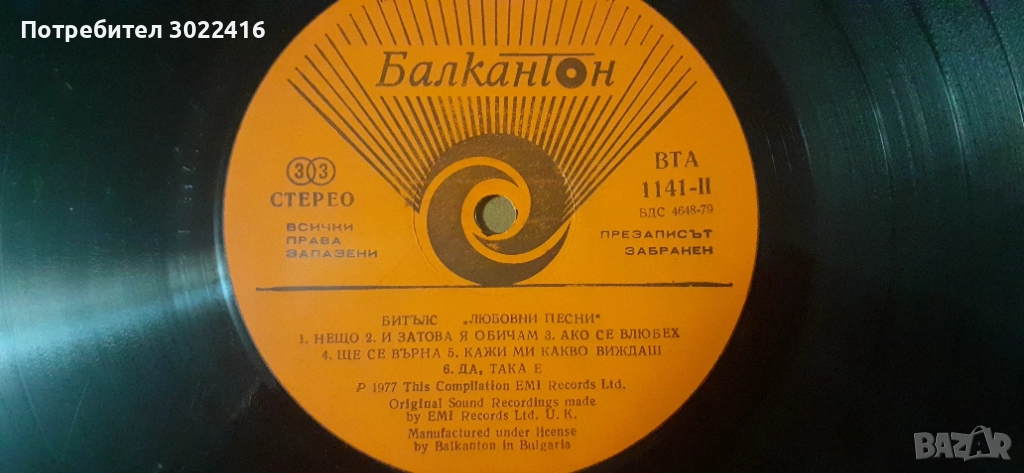 Потребител 3022416
БалканТон
33
СТЕРЕО
ВСИЧКИ
ПРАВА
ЗАПАЗЕНИ
ВТА
1141-II
БДС 4648-79
ПРЕЗАПИСЪТ
ЗАБРАНЕН
БИТЪЛС „ЛЮБОВНИ ПЕСНИ“
1. НЕЩО 2. И ЗАТОВА Я ОБИЧАМ 3. АКО СЕ ВЛЮБЕХ
4. ЩЕ СЕ ВЪРНА 5. КАЖИ МИ КАКВО ВИЖДАШ
6. ДА, ТАКА Е
P 1977 This Compilation EMI Records Ltd.
Original Sound Recordings made
by EMI Records Ltd. U. K.
Manufactured under license
by Balkanton in Bulgaria
BAZAR